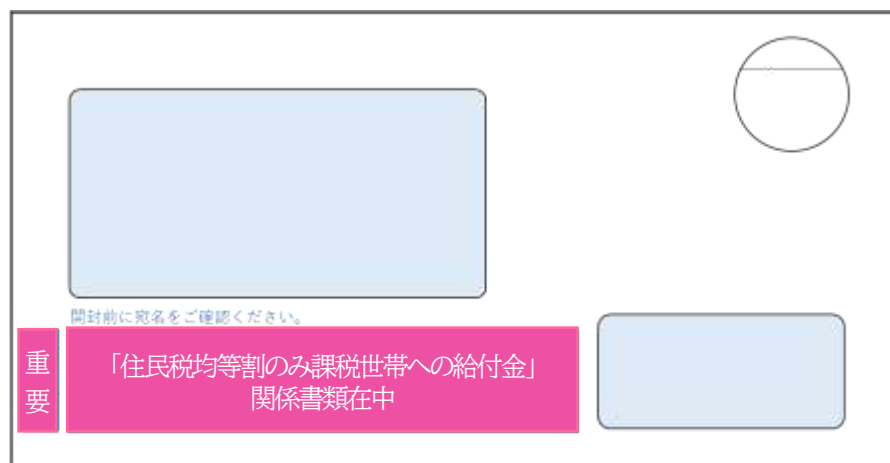 開封前に宛名をご確認ください。
重要
「住民税均等割のみ課税世帯への給付金」
関係書類在中